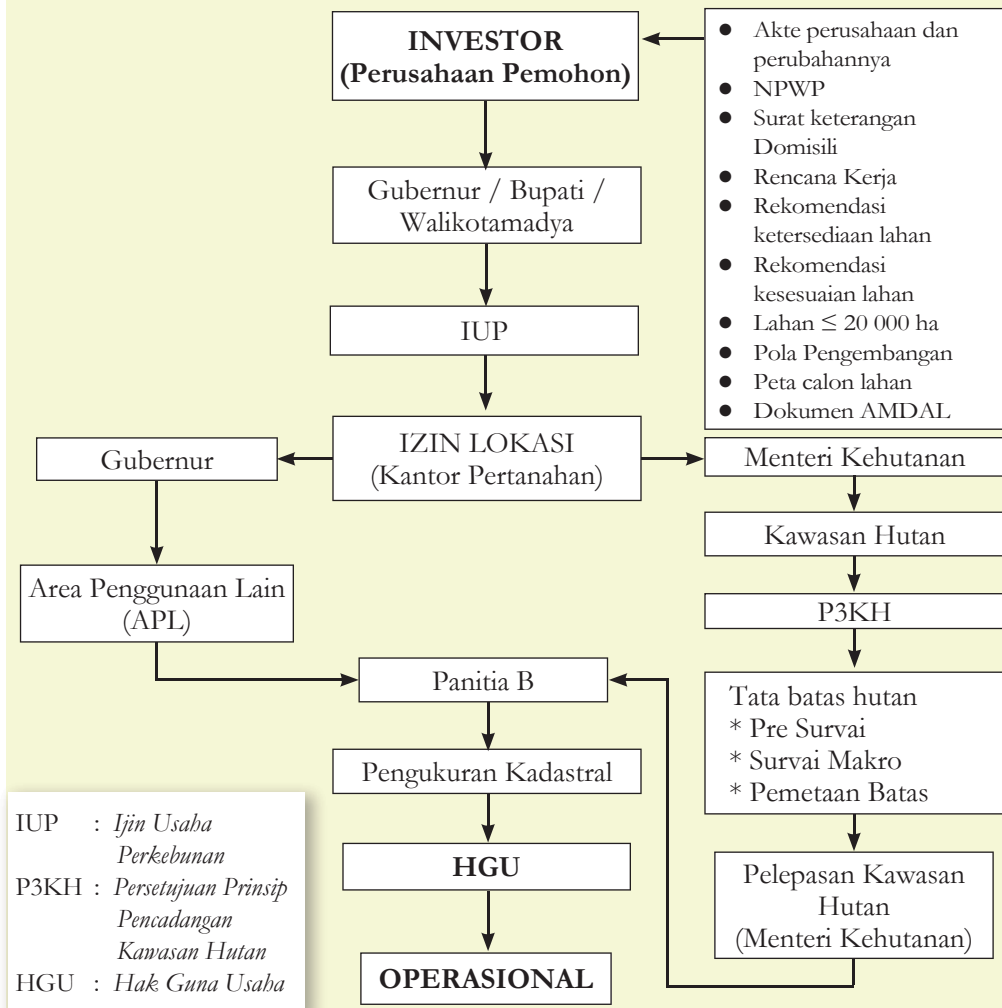 INVESTOR
(Perusahaan Pemohon)
● Akte perusahaan dan
perubahannya
● NPWP
● Surat keterangan
Domisili
● Rencana Kerja
● Rekomendasi
ketersediaan lahan
● Rekomendasi
kesesuaian lahan
● Lahan ≤ 20 000 ha
● Pola Pengembangan
● Peta calon lahan
● Dokumen AMDAL
Gubernur / Bupati /
Walikotamadya
IUP
IZIN LOKASI
(Kantor Pertanahan)
Gubernur
Area Penggunaan Lain
(APL)
Menteri Kehutanan
Kawasan Hutan
P3KH
Tata batas hutan
* Pre Survai
* Survai Makro
* Pemetaan Batas
Pelepasan Kawasan
Hutan
(Menteri Kehutanan)
Panitia B
Pengukuran Kadastral
HGU
OPERASIONAL
IUP : Ijin Usaha
Perkebunan
P3KH : Persetujuan Prinsip
Pencadangan
Kawasan Hutan
HGU : Hak Guna Usaha